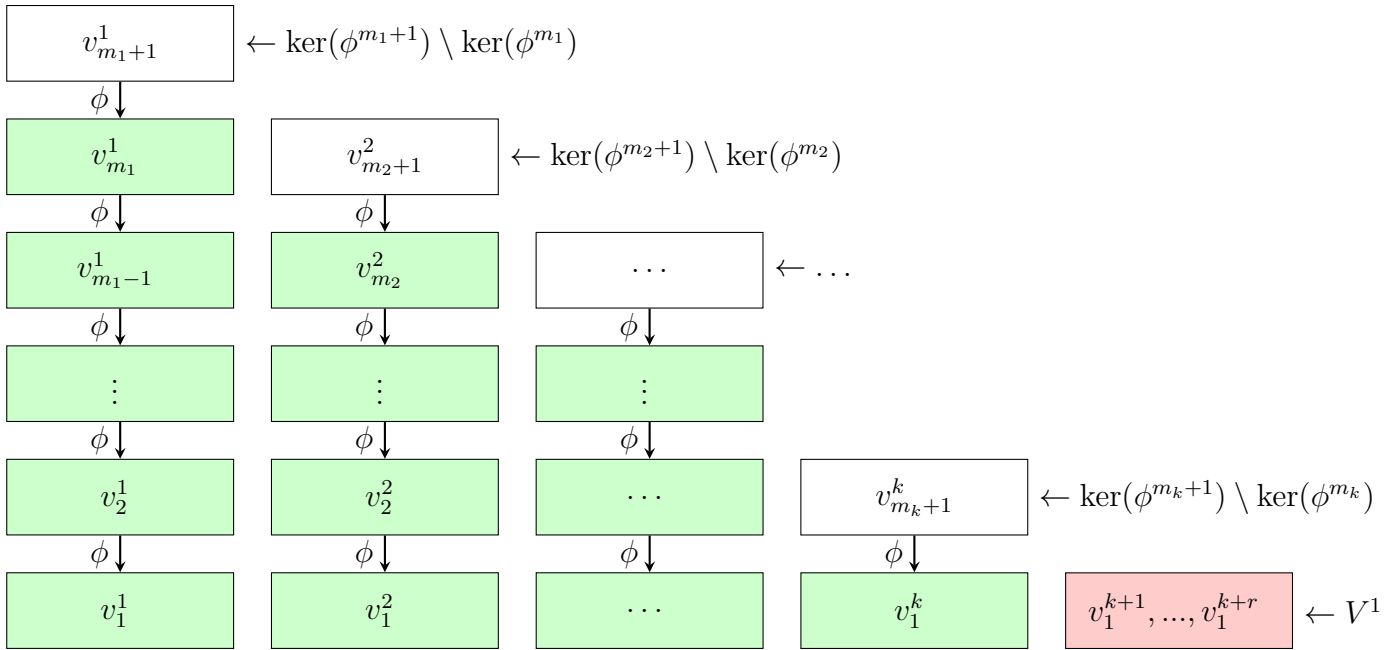 v^1_{m_1+1} ← ker(ϕ^{m_1+1}) \ ker(ϕ^{m_1})
ϕ
v^1_{m_1} v^2_{m_2+1} ← ker(ϕ^{m_2+1}) \ ker(ϕ^{m_2})
ϕ ϕ
v^1_{m_1−1} v^2_{m_2} ⋯ ← …
ϕ ϕ ϕ
⋮ ⋮ ⋮
ϕ ϕ ϕ
v^1_2 v^2_2 ⋯ v^k_{m_k+1} ← ker(ϕ^{m_k+1}) \ ker(ϕ^{m_k})
ϕ ϕ ϕ ϕ
v^1_1 v^2_1 ⋯ v^k_1 v^{k+1}_1, ..., v^{k+r}_1 ← V^1